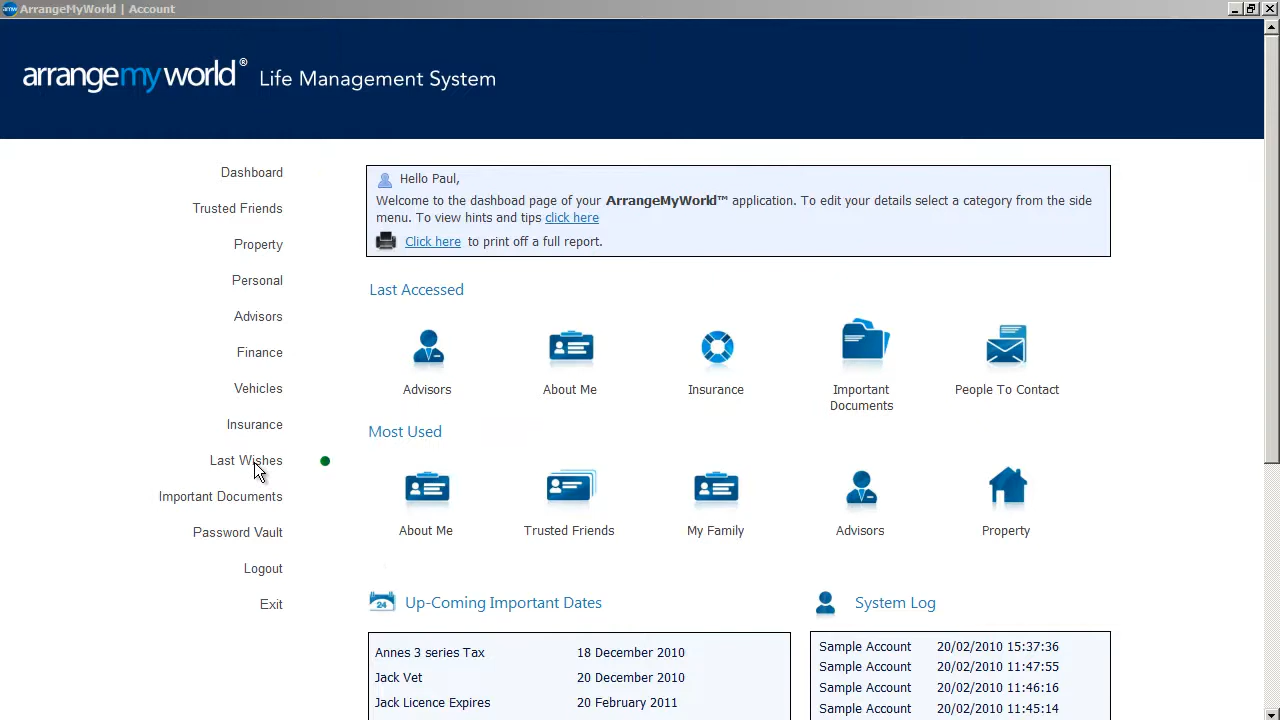 ArrangeMyWorld | Account
arrangemyworld® Life Management System
Dashboard
Trusted Friends
Property
Personal
Advisors
Finance
Vehicles
Insurance
Last Wishes
Important Documents
Password Vault
Logout
Exit
Hello Paul,
Welcome to the dashboad page of your ArrangeMyWorld™ application. To edit your details select a category from the side
menu. To view hints and tips click here
Click here to print off a full report.
Last Accessed
Advisors
About Me
Insurance
Important
Documents
People To Contact
Most Used
About Me
Trusted Friends
My Family
Advisors
Property
24 Up-Coming Important Dates
Annes 3 series Tax 18 December 2010
Jack Vet 20 December 2010
Jack Licence Expires 20 February 2011
System Log
Sample Account 20/02/2010 15:37:36
Sample Account 20/02/2010 11:47:55
Sample Account 20/02/2010 11:46:16
Sample Account 20/02/2010 11:45:14